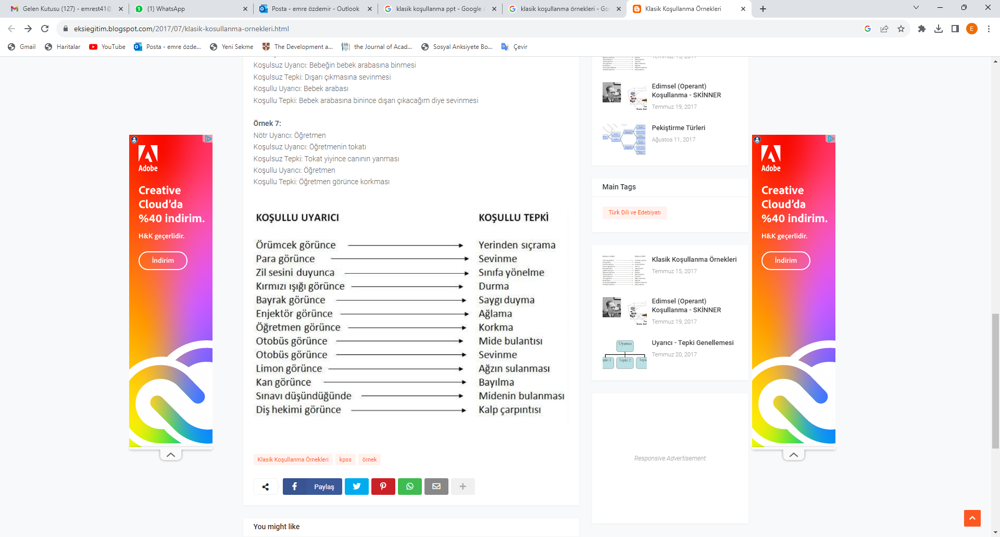 Gelen Kutusu (127) - emrest41@
(1) WhatsApp
Posta - emre özdemir - Outlook
klasik koşullanma ppt - Google
klasik koşullanma örnekleri - Go
Klasik Koşullanma Örnekleri
eksiegitim.blogspot.com/2017/07/klasik-kosullanma-ornekleri.html
E
Gmail
Haritalar
YouTube
Posta - emre özde...
Yeni Sekme
The Development a...
the Journal of Acad...
Sosyal Anksiyete Bo...
Çevir
Koşulsuz Uyarıcı: Bebeğin bebek arabasına binmesi
Koşulsuz Tepki: Dışarı çıkmasına sevinmesi
Koşullu Uyarıcı: Bebek arabası
Koşullu Tepki: Bebek arabasına binince dışarı çıkacağım diye sevinmesi
Örnek 7:
Nötr Uyarıcı: Öğretmen
Koşulsuz Uyarıcı: Öğretmenin tokatı
Koşulsuz Tepki: Tokat yiyince canının yanması
Koşullu Uyarıcı: Öğretmen
Koşullu Tepki: Öğretmen görünce korkması
KOŞULLU UYARICI KOŞULLU TEPKİ
Örümcek görünce Yerinden sıçrama
Para görünce Sevinme
Zil sesini duyunca Sınıfa yönelme
Kırmızı ışığı görünce Durma
Bayrak görünce Saygı duyma
Enjektör görünce Ağlama
Öğretmen görünce Korkma
Otobüs görünce Mide bulantısı
Otobüs görünce Sevinme
Limon görünce Ağzın sulanması
Kan görünce Bayılma
Sınavı düşündüğünde Midenin bulanması
Diş hekimi görünce Kalp çarpıntısı
Klasik Koşullanma Örnekleri
kpss
örnek
Paylaş
You might like
Adobe
Creative
Cloud'da
%40 indirim.
H&K geçerlidir.
İndirim
Temmuz 15, 2017
Edimsel (Operant)
Koşullanma - SKİNNER
Temmuz 19, 2017
Pekiştirme Türleri
Ağustos 11, 2017
Main Tags
Türk Dili ve Edebiyatı
Klasik Koşullanma Örnekleri
Temmuz 15, 2017
Edimsel (Operant)
Koşullanma - SKİNNER
Temmuz 19, 2017
Uyarıcı
Tepki 2
Uyarıcı - Tepki Genellemesi
Temmuz 20, 2017
Responsive Advertisement
Adobe
Creative
Cloud'da
%40 indirim.
H&K geçerlidir.
İndirim